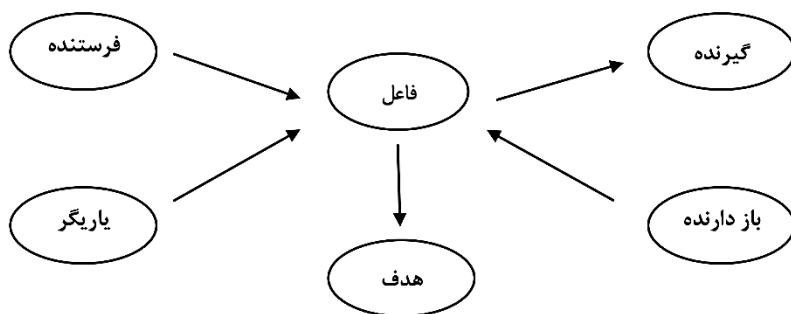 گیرنده
فرستنده
فاعل
باز دارنده
یاریگر
هدف